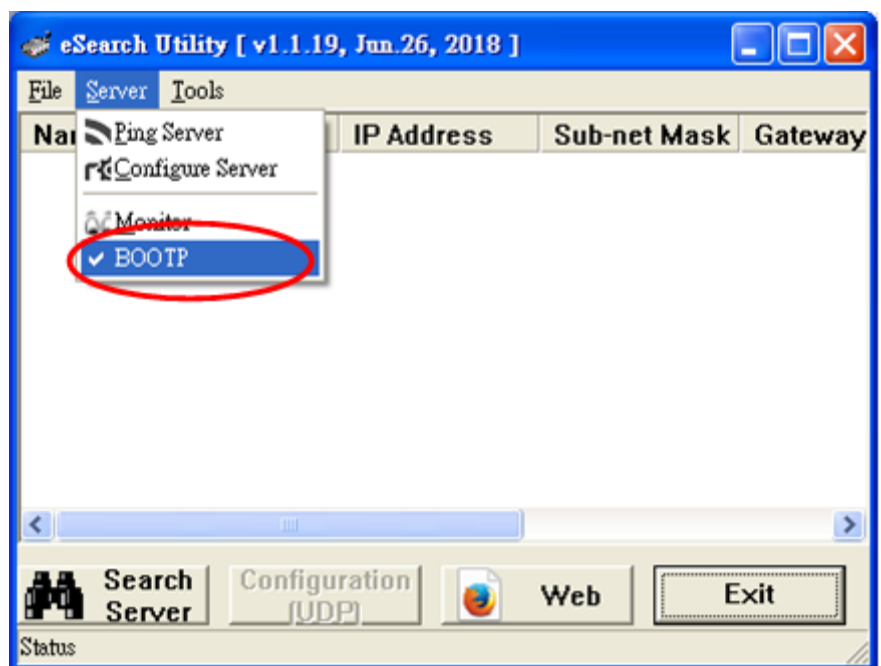 eSearch Utility [ v1.1.19, Jun.26, 2018 ]
File Server Tools
Nai IP Address Sub-net Mask Gateway
Ping Server
Configure Server
Monitor
BOOTP
Search Server
Configuration (UDP)
Web
Exit
Status